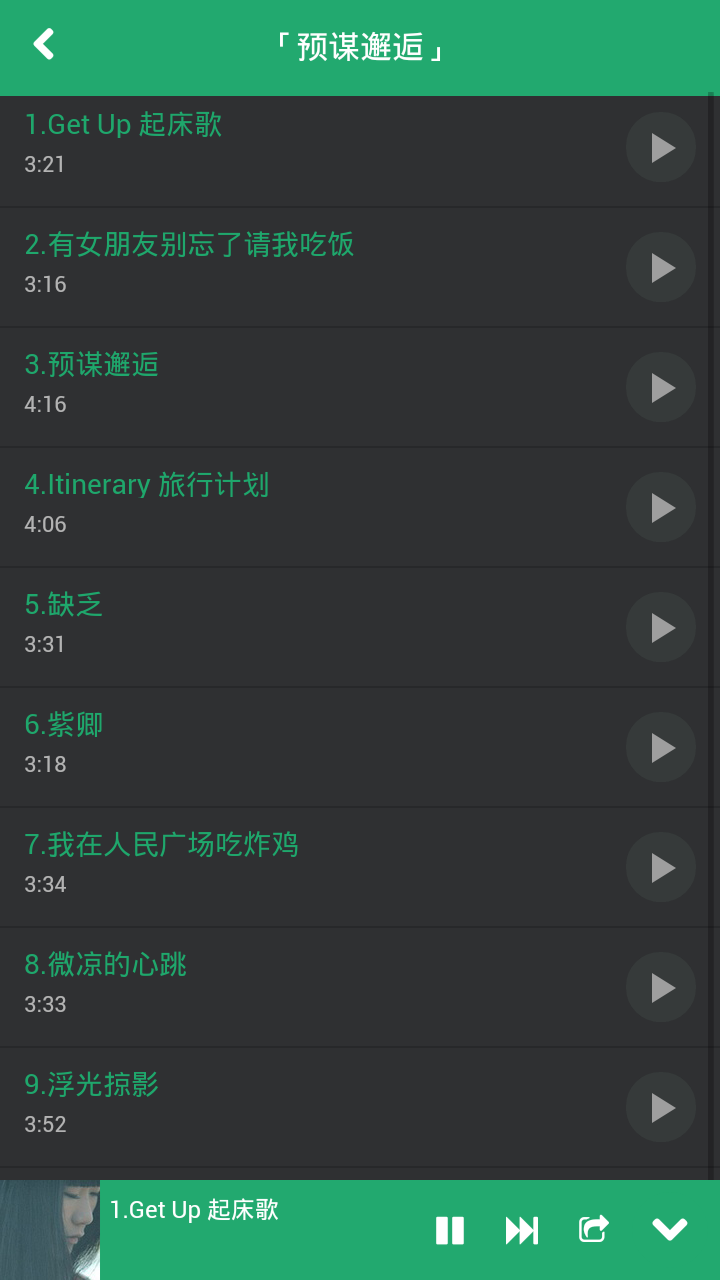 「预谋邂逅」
1.Get Up 起床歌
3:21
2.有女朋友别忘了请我吃饭
3:16
3.预谋邂逅
4:16
4.Itinerary 旅行计划
4:06
5.缺乏
3:31
6.紫卿
3:18
7.我在人民广场吃炸鸡
3:34
8.微凉的心跳
3:33
9.浮光掠影
3:52
1.Get Up 起床歌